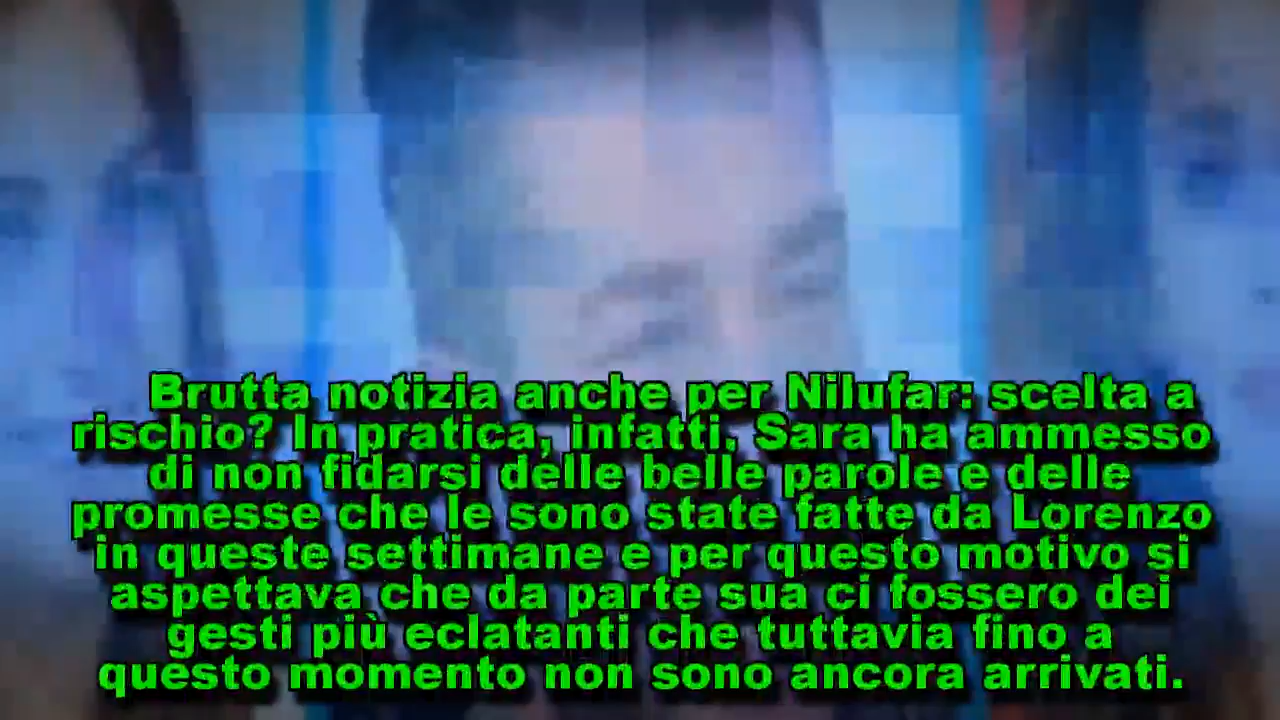 Brutta notizia anche per Nilufar: scelta a
rischio? In pratica, infatti, Sara ha ammesso
di non fidarsi delle belle parole e delle
promesse che le sono state fatte da Lorenzo
in queste settimane e per questo motivo si
aspettava che da parte sua ci fossero dei
gesti più eclatanti che tuttavia fino a
questo momento non sono ancora arrivati.